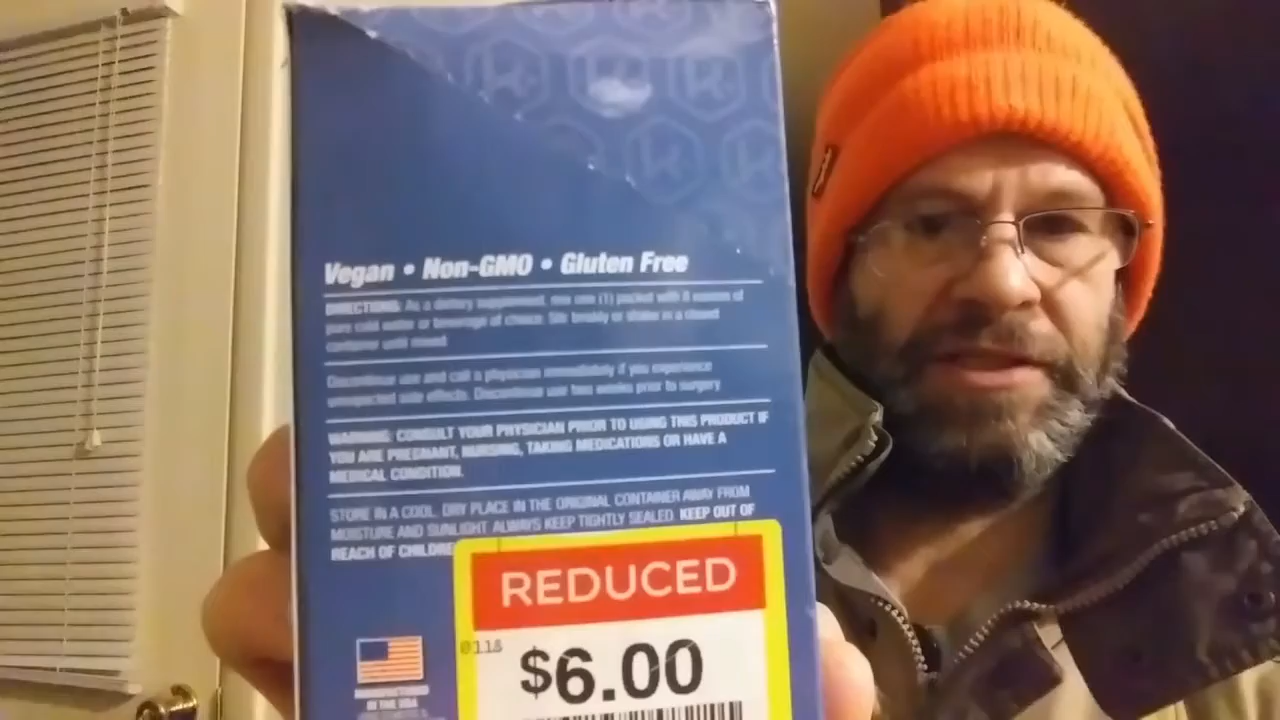 Vegan • Non-GMO • Gluten Free
DIRECTIONS: As a dietary supplement, mix one (1) packet with 8 ounces of
pure cold water or beverage of choice. Stir briskly or shake in a closed
container until mixed.
Discontinue use and call a physician immediately if you experience
unexpected side effects. Discontinue use two weeks prior to surgery
WARNING: CONSULT YOUR PHYSICIAN PRIOR TO USING THIS PRODUCT IF
YOU ARE PREGNANT, NURSING, TAKING MEDICATIONS OR HAVE A
MEDICAL CONDITION.
STORE IN A COOL, DRY PLACE IN THE ORIGINAL CONTAINER AWAY FROM
MOISTURE AND SUNLIGHT. ALWAYS KEEP TIGHTLY SEALED. KEEP OUT OF
REACH OF CHILDRE
REDUCED
0118
$6.00
MANUFACTURED
IN THE USA